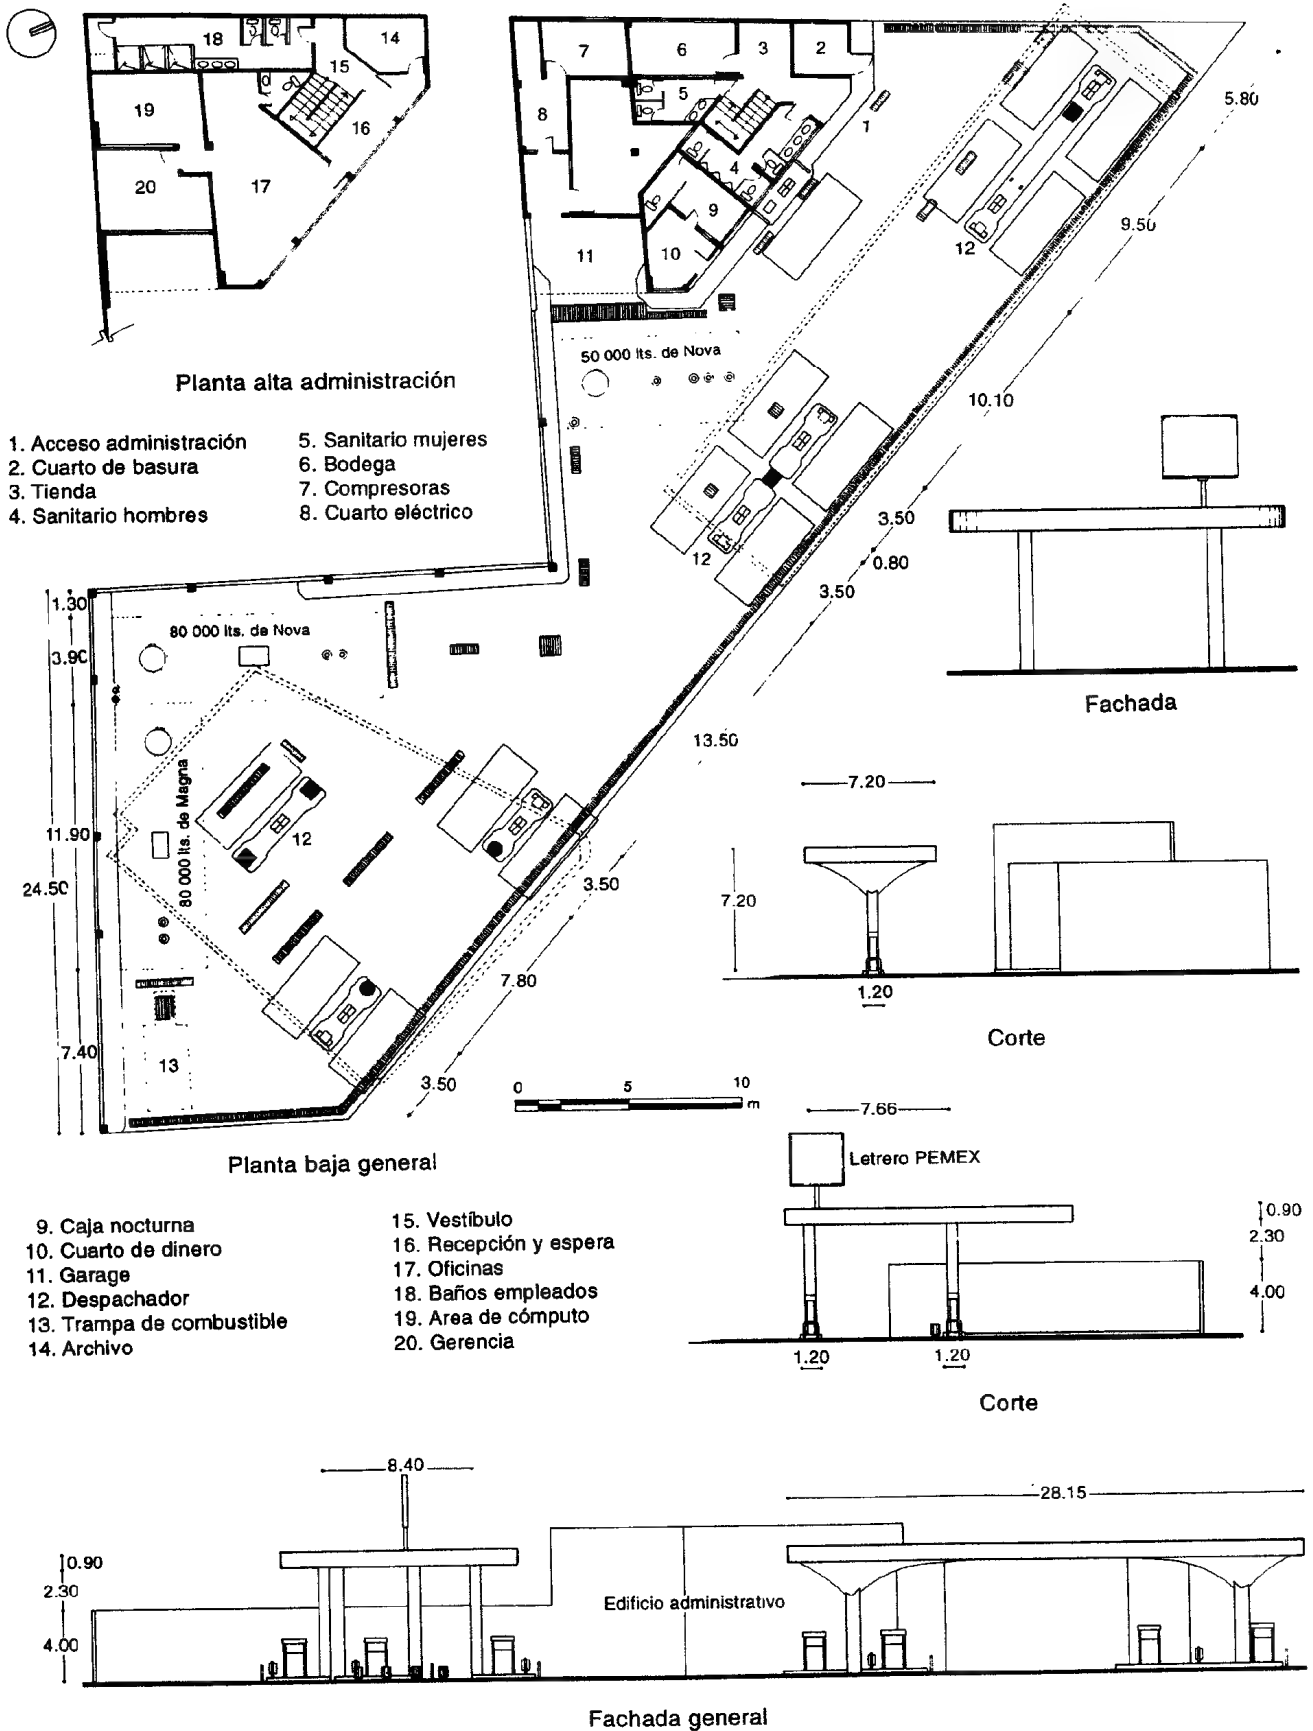 18
14
15
19
16
20
17
Planta alta administración
7
6
3
2
8
5
1
4
9
10
11
12
5.80
9.50
10.10
50 000 lts. de Nova
1. Acceso administración
2. Cuarto de basura
3. Tienda
4. Sanitario hombres
5. Sanitario mujeres
6. Bodega
7. Compresoras
8. Cuarto eléctrico
12
3.50
0.80
3.50
13.50
Fachada
1.30
3.90
11.90
24.50
7.40
80 000 lts. de Nova
80 000 lts. de Magna
12
13
3.50
7.80
3.50
0 5 10
m
Planta baja general
7.20
7.20
1.20
Corte
7.66
Letrero PEMEX
0.90
2.30
4.00
1.20
1.20
Corte
9. Caja nocturna
10. Cuarto de dinero
11. Garage
12. Despachador
13. Trampa de combustible
14. Archivo
15. Vestíbulo
16. Recepción y espera
17. Oficinas
18. Baños empleados
19. Area de cómputo
20. Gerencia
8.40
28.15
0.90
2.30
4.00
Edificio administrativo
Fachada general